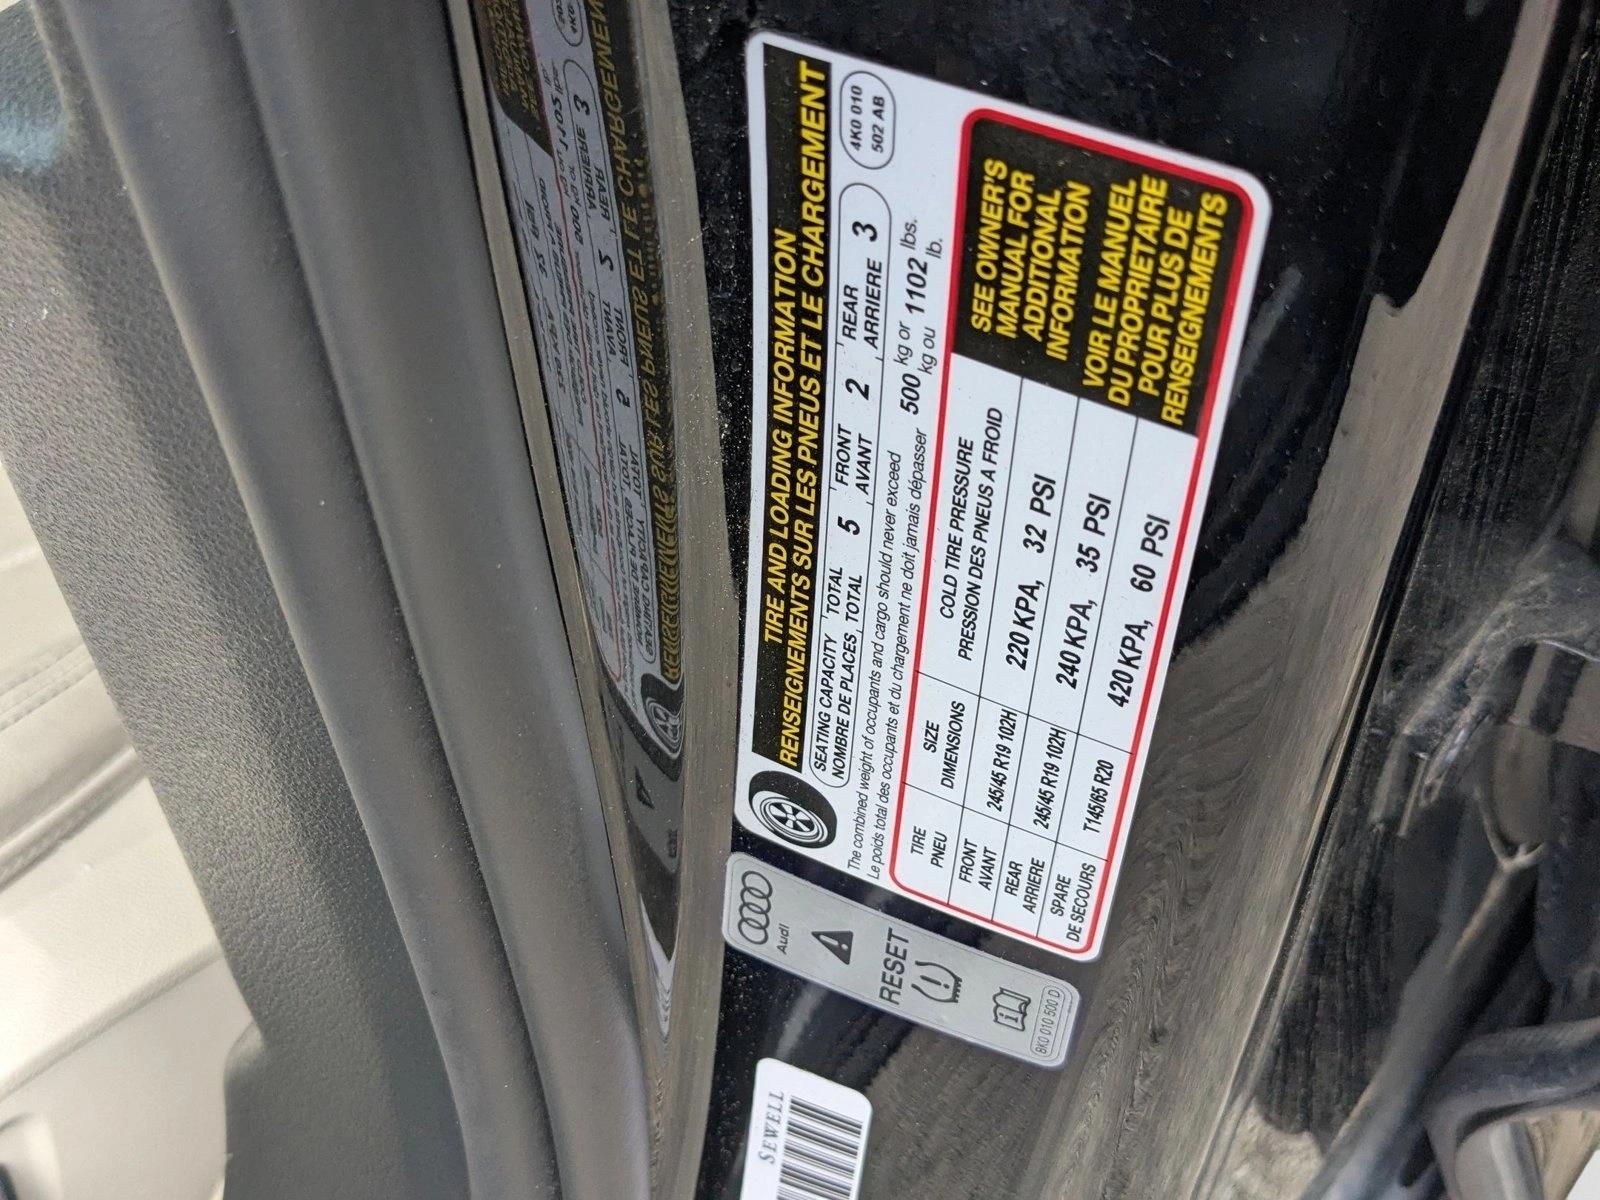 TIRE AND LOADING INFORMATION
RENSEIGNEMENTS SUR LES PNEUS ET LE CHARGEMENT
SEATING CAPACITY TOTAL 5 FRONT 2 REAR 3
NOMBRE DE PLACES TOTAL AVANT ARRIERE
4K0 010
502 AB
The combined weight of occupants and cargo should never exceed 500 kg or 1102 lbs.
Le poids total des occupants et du chargement ne doit jamais dépasser kg ou lb.
TIRE SIZE COLD TIRE PRESSURE
PNEU DIMENSIONS PRESSION DES PNEUS A FROID
FRONT
AVANT 245/45 R19 102H 220 KPA, 32 PSI
REAR
ARRIERE 245/45 R19 102H 240 KPA, 35 PSI
SPARE
DE SECOURS T145/65 R20 420 KPA, 60 PSI
SEE OWNER'S
MANUAL FOR
ADDITIONAL
INFORMATION
VOIR LE MANUEL
DU PROPRIETAIRE
POUR PLUS DE
RENSEIGNEMENTS
Audi
RESET
8K0 010 500 D
SEWELL